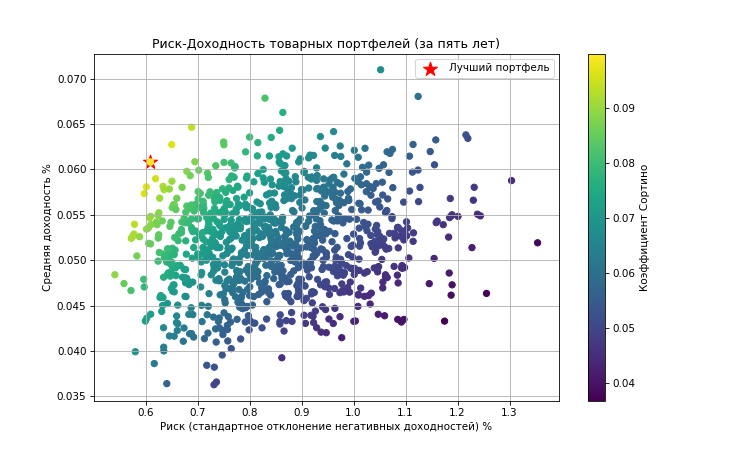 Риск-Доходность товарных портфелей (за пять лет)
Лучший портфель
Средняя доходность %
0.070
0.065
0.060
0.055
0.050
0.045
0.040
0.035
0.6 0.7 0.8 0.9 1.0 1.1 1.2 1.3
Риск (стандартное отклонение негативных доходностей) %
0.09
0.08
0.07
0.06
0.05
0.04
Коэффициент Сортино